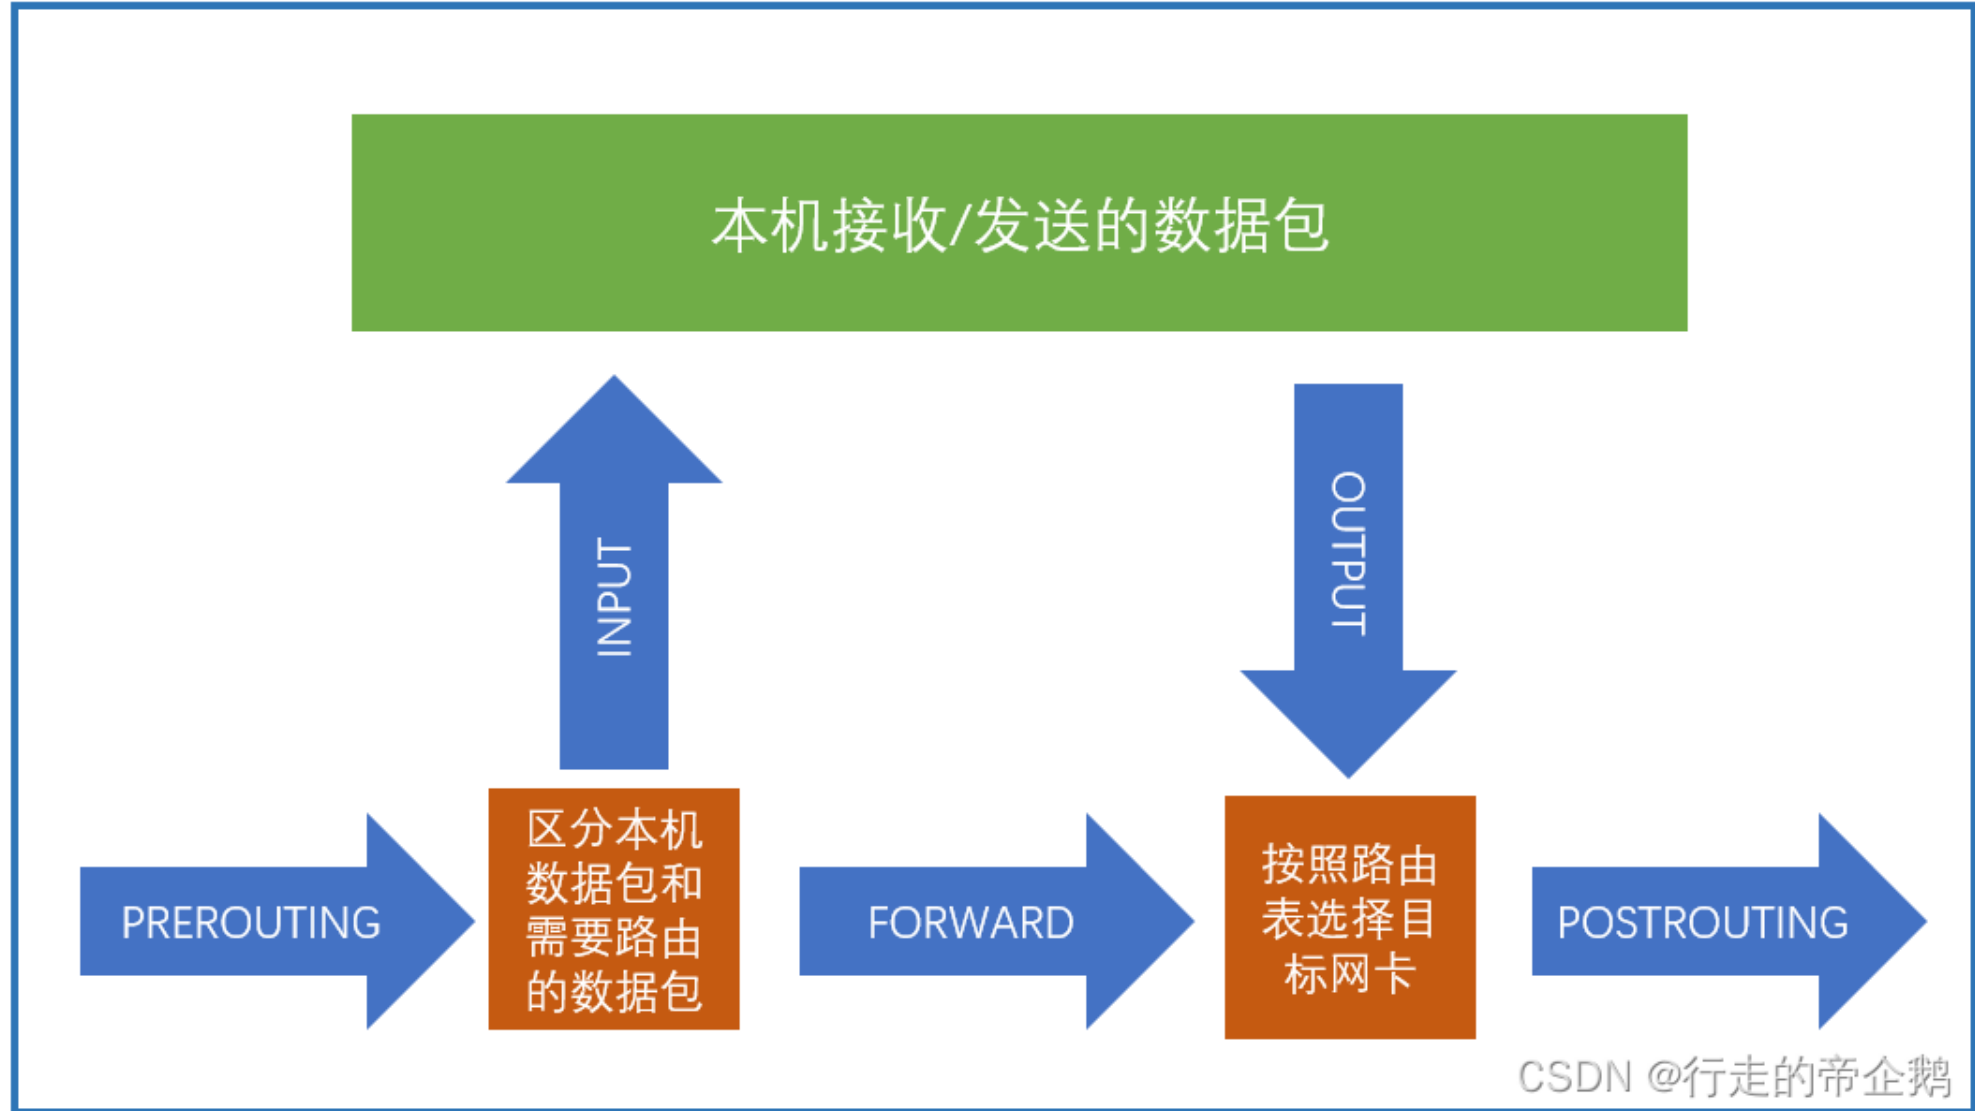 本机接收/发送的数据包
INPUT
OUTPUT
PREROUTING
区分本机
数据包和
需要路由
的数据包
FORWARD
按照路由
表选择目
标网卡
POSTROUTING
CSDN @行走的帝企鹅